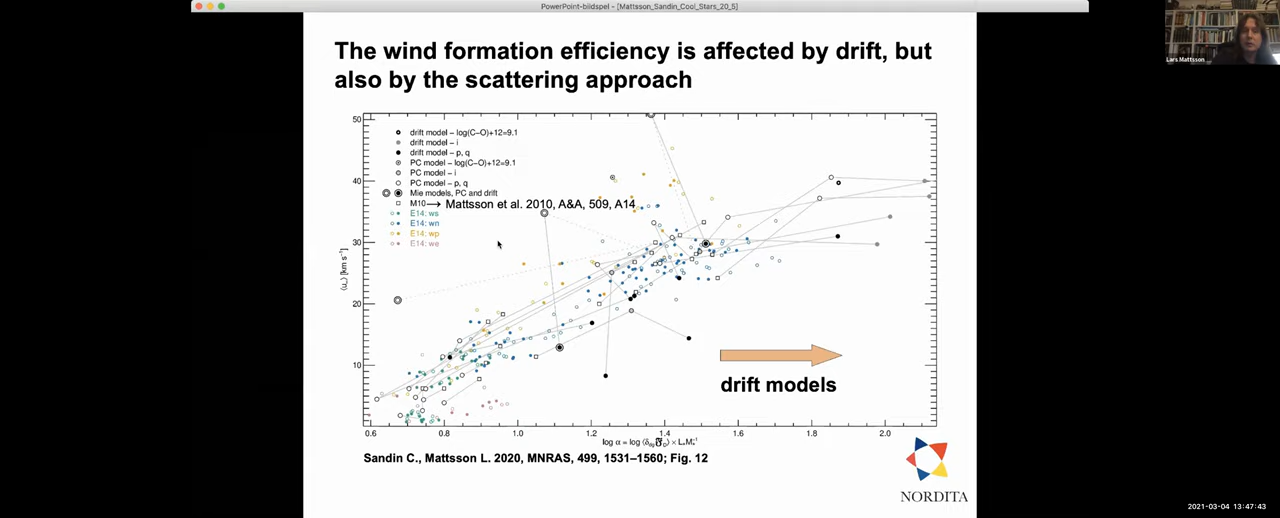 PowerPoint-bildspel - [Mattsson_Sandin_Cool_Stars_20_5]
Lars Mattsson
The wind formation efficiency is affected by drift, but
also by the scattering approach
drift model – log(C–O)+12=9.1
drift model – i
drift model – p, q
PC model – log(C–O)+12=9.1
PC model – i
PC model – p, q
Mie models, PC and drift
M10 → Mattsson et al. 2010, A&A, 509, A14
E14: ws
E14: wn
E14: wp
E14: we
50
40
30
20
10
⟨u∞⟩ [km s⁻¹]
drift models
0.6 0.8 1.0 1.2 1.4 1.6 1.8 2.0
log α = log
Sandin C., Mattsson L. 2020, MNRAS, 499, 1531–1560; Fig. 12
NORDITA
2021-03-04 13:47:43